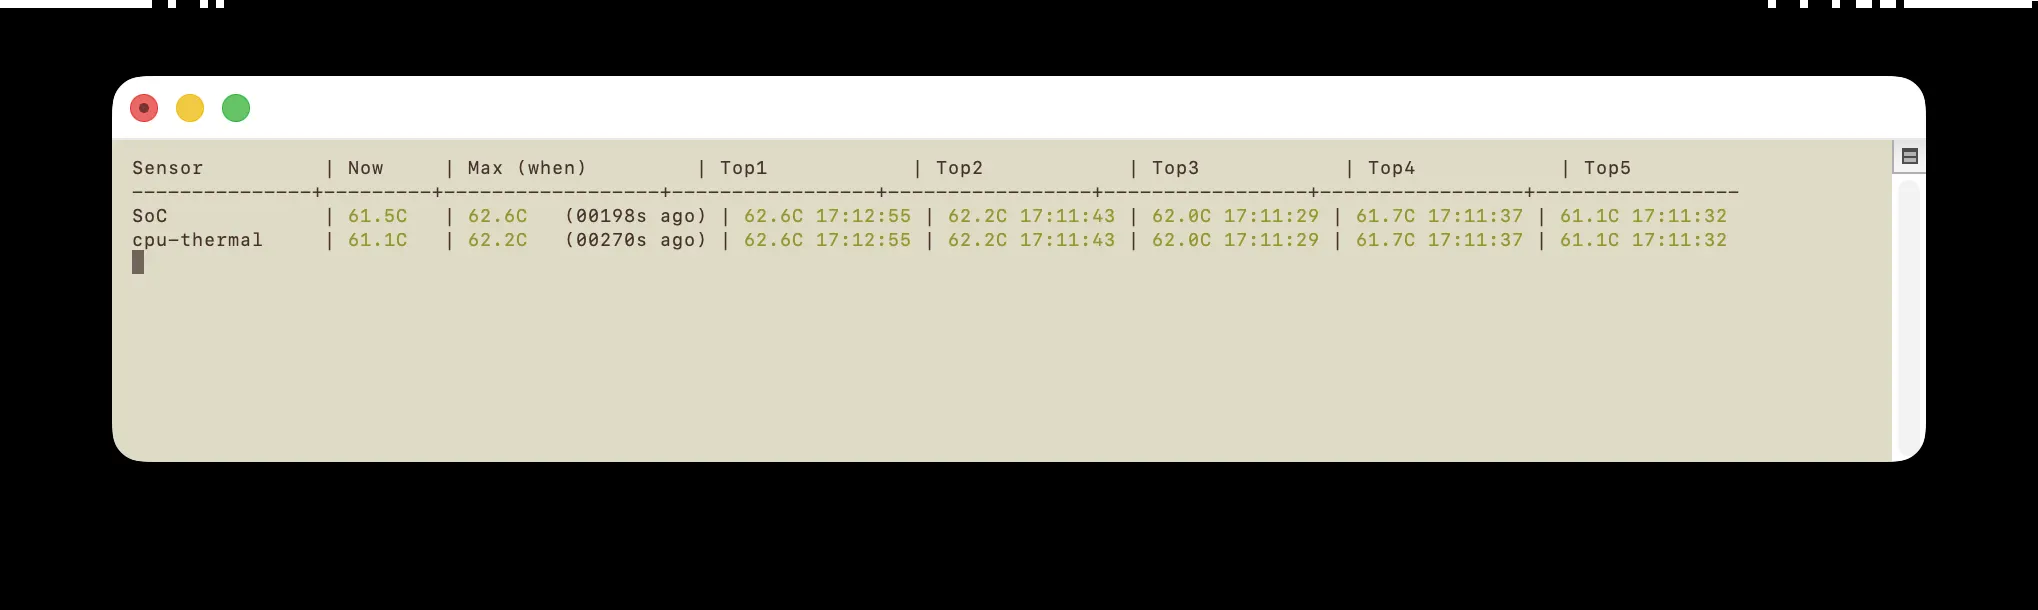 Sensor | Now | Max (when) | Top1 | Top2 | Top3 | Top4 | Top5
---------------+---------+------------------+-----------------+-----------------+-----------------+-----------------+-----------------
SoC | 61.5C | 62.6C (00198s ago) | 62.6C 17:12:55 | 62.2C 17:11:43 | 62.0C 17:11:29 | 61.7C 17:11:37 | 61.1C 17:11:32
cpu-thermal | 61.1C | 62.2C (00270s ago) | 62.6C 17:12:55 | 62.2C 17:11:43 | 62.0C 17:11:29 | 61.7C 17:11:37 | 61.1C 17:11:32